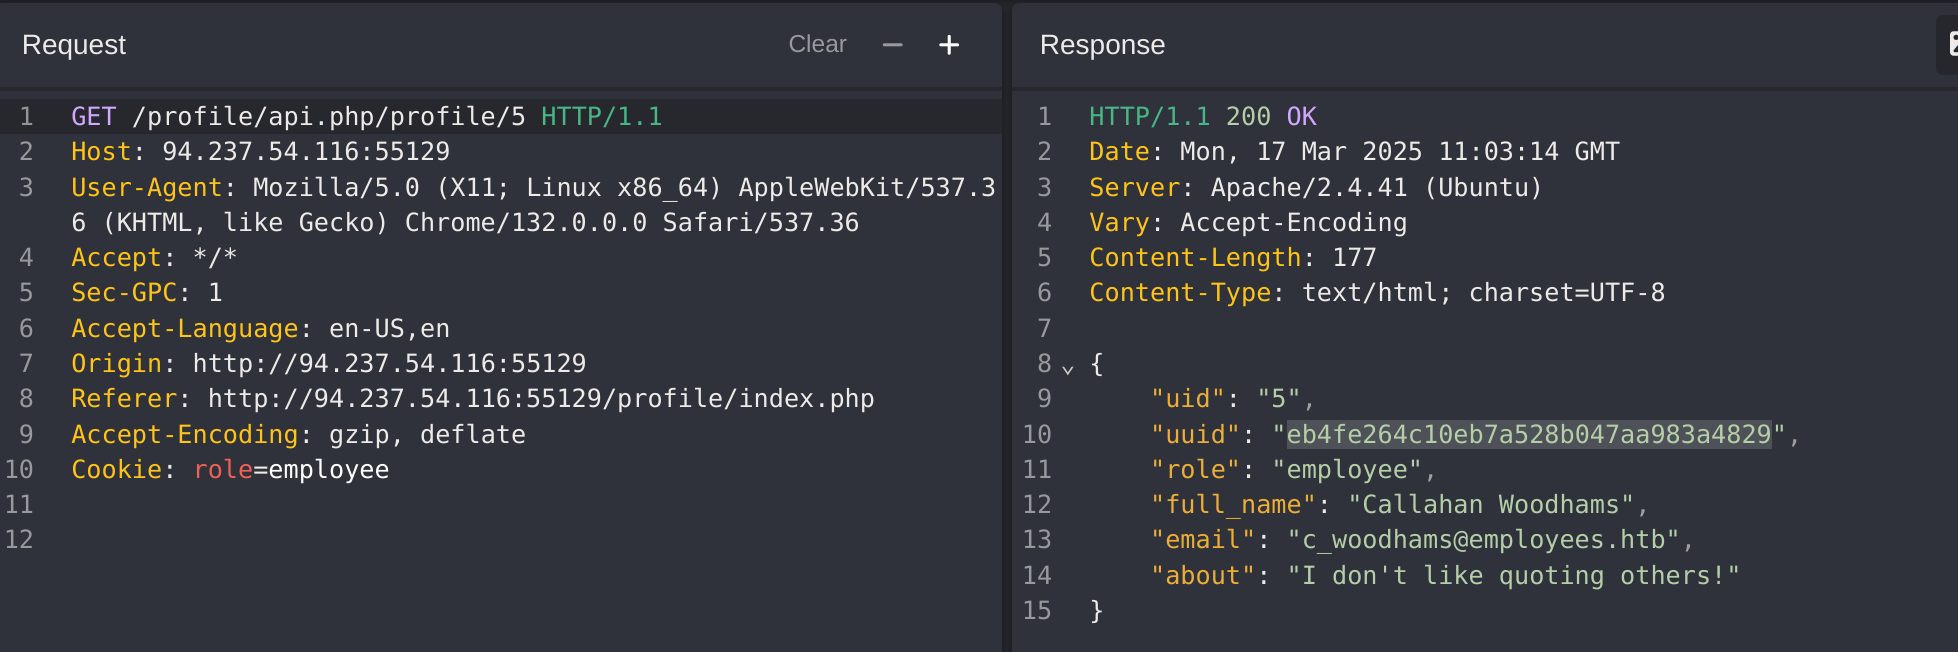 Request
Clear
1 GET /profile/api.php/profile/5 HTTP/1.1
2 Host: 94.237.54.116:55129
3 User-Agent: Mozilla/5.0 (X11; Linux x86_64) AppleWebKit/537.3
6 (KHTML, like Gecko) Chrome/132.0.0.0 Safari/537.36
4 Accept: */*
5 Sec-GPC: 1
6 Accept-Language: en-US,en
7 Origin: http://94.237.54.116:55129
8 Referer: http://94.237.54.116:55129/profile/index.php
9 Accept-Encoding: gzip, deflate
10 Cookie: role=employee
11
12
Response
1 HTTP/1.1 200 OK
2 Date: Mon, 17 Mar 2025 11:03:14 GMT
3 Server: Apache/2.4.41 (Ubuntu)
4 Vary: Accept-Encoding
5 Content-Length: 177
6 Content-Type: text/html; charset=UTF-8
7
8 {
9 "uid": "5",
10 "uuid": "eb4fe264c10eb7a528b047aa983a4829",
11 "role": "employee",
12 "full_name": "Callahan Woodhams",
13 "email": "c_woodhams@employees.htb",
14 "about": "I don't like quoting others!"
15 }